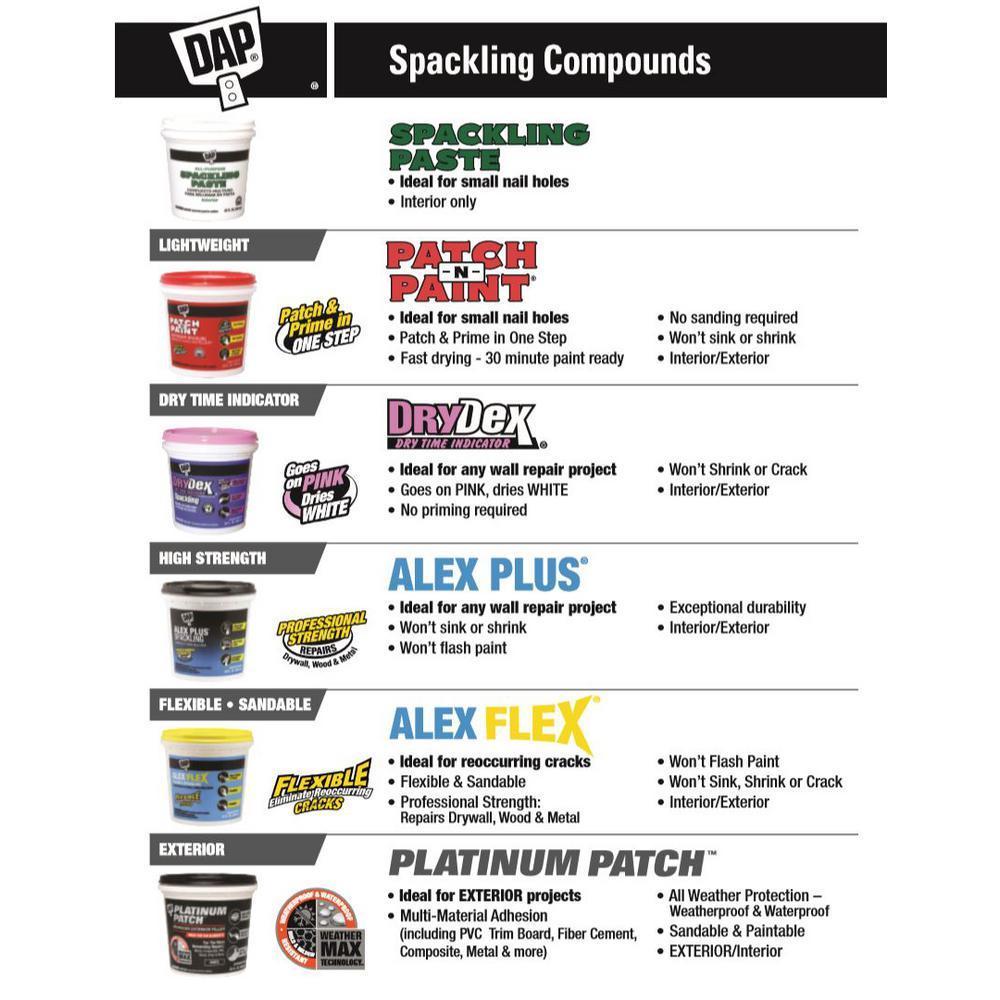 DAP®
®
Spackling Compounds
DAP
ALL-PURPOSE
SPACKLING
PASTE
SPACKLING
PASTE
• Ideal for small nail holes
• Interior only
LIGHTWEIGHT
DAP
PATCH
PAINT
Patch &
Prime in
ONE STEP
PATCH
-N-
PAINT®
• Ideal for small nail holes
• Patch & Prime in One Step
• Fast drying - 30 minute paint ready
• No sanding required
• Won't sink or shrink
• Interior/Exterior
DRY TIME INDICATOR
DAP
DRYDEX
Spackling
Goes
on PINK
Dries
WHITE
DRYDEX
DRY TIME INDICATOR®
• Ideal for any wall repair project
• Goes on PINK, dries WHITE
• No priming required
• Won't Shrink or Crack
• Interior/Exterior
HIGH STRENGTH
DAP
ALEX PLUS
SPACKLING
PROFESSIONAL
STRENGTH
REPAIRS
Drywall, Wood & Metal
ALEX PLUS®
• Ideal for any wall repair project
• Won't sink or shrink
• Won't flash paint
• Exceptional durability
• Interior/Exterior
FLEXIBLE • SANDABLE
DAP
ALEX FLEX
FLEXIBLE
Eliminate Reoccurring
CRACKS
ALEX FLEX®
• Ideal for reoccurring cracks
• Flexible & Sandable
• Professional Strength:
Repairs Drywall, Wood & Metal
• Won't Flash Paint
• Won't Sink, Shrink or Crack
• Interior/Exterior
EXTERIOR
DAP
PLATINUM
PATCH
MAX
WEATHERPROOF & WATERPROOF
RESISTANT
WEATHER
MAX
TECHNOLOGY.
PLATINUM PATCH™
• Ideal for EXTERIOR projects
• Multi-Material Adhesion
(including PVC Trim Board, Fiber Cement,
Composite, Metal & more)
• All Weather Protection –
Weatherproof & Waterproof
• Sandable & Paintable
• EXTERIOR/Interior